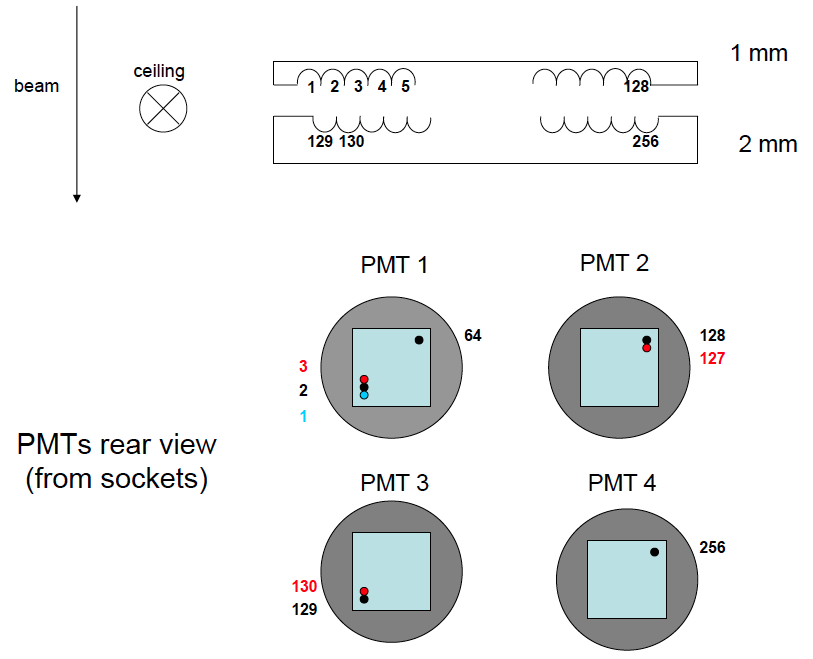 1 mm
ceiling
beam
1 2 3 4 5 128
129 130 256
2 mm
PMT 1
PMT 2
64
128
3
127
2
1
PMTs rear view
(from sockets)
PMT 3
PMT 4
256
130
129